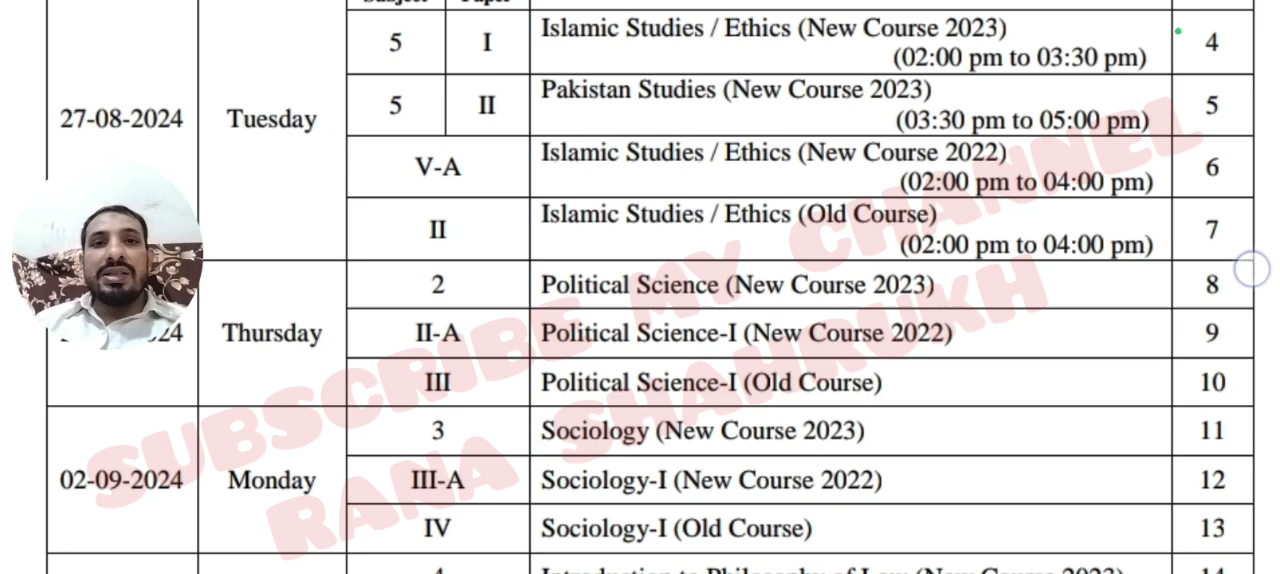 Subject Paper
5 I Islamic Studies / Ethics (New Course 2023) 4
(02:00 pm to 03:30 pm)
27-08-2024 Tuesday 5 II Pakistan Studies (New Course 2023) 5
(03:30 pm to 05:00 pm)
V-A Islamic Studies / Ethics (New Course 2022) 6
(02:00 pm to 04:00 pm)
II Islamic Studies / Ethics (Old Course) 7
(02:00 pm to 04:00 pm)
2 Political Science (New Course 2023) 8
24 Thursday II-A Political Science-I (New Course 2022) 9
III Political Science-I (Old Course) 10
3 Sociology (New Course 2023) 11
02-09-2024 Monday III-A Sociology-I (New Course 2022) 12
IV Sociology-I (Old Course) 13
4 Introduction to Philosophy of Law (New Course 2023) 14
SUBSCRIBE MY CHANNEL
RANA SHAHRUKH